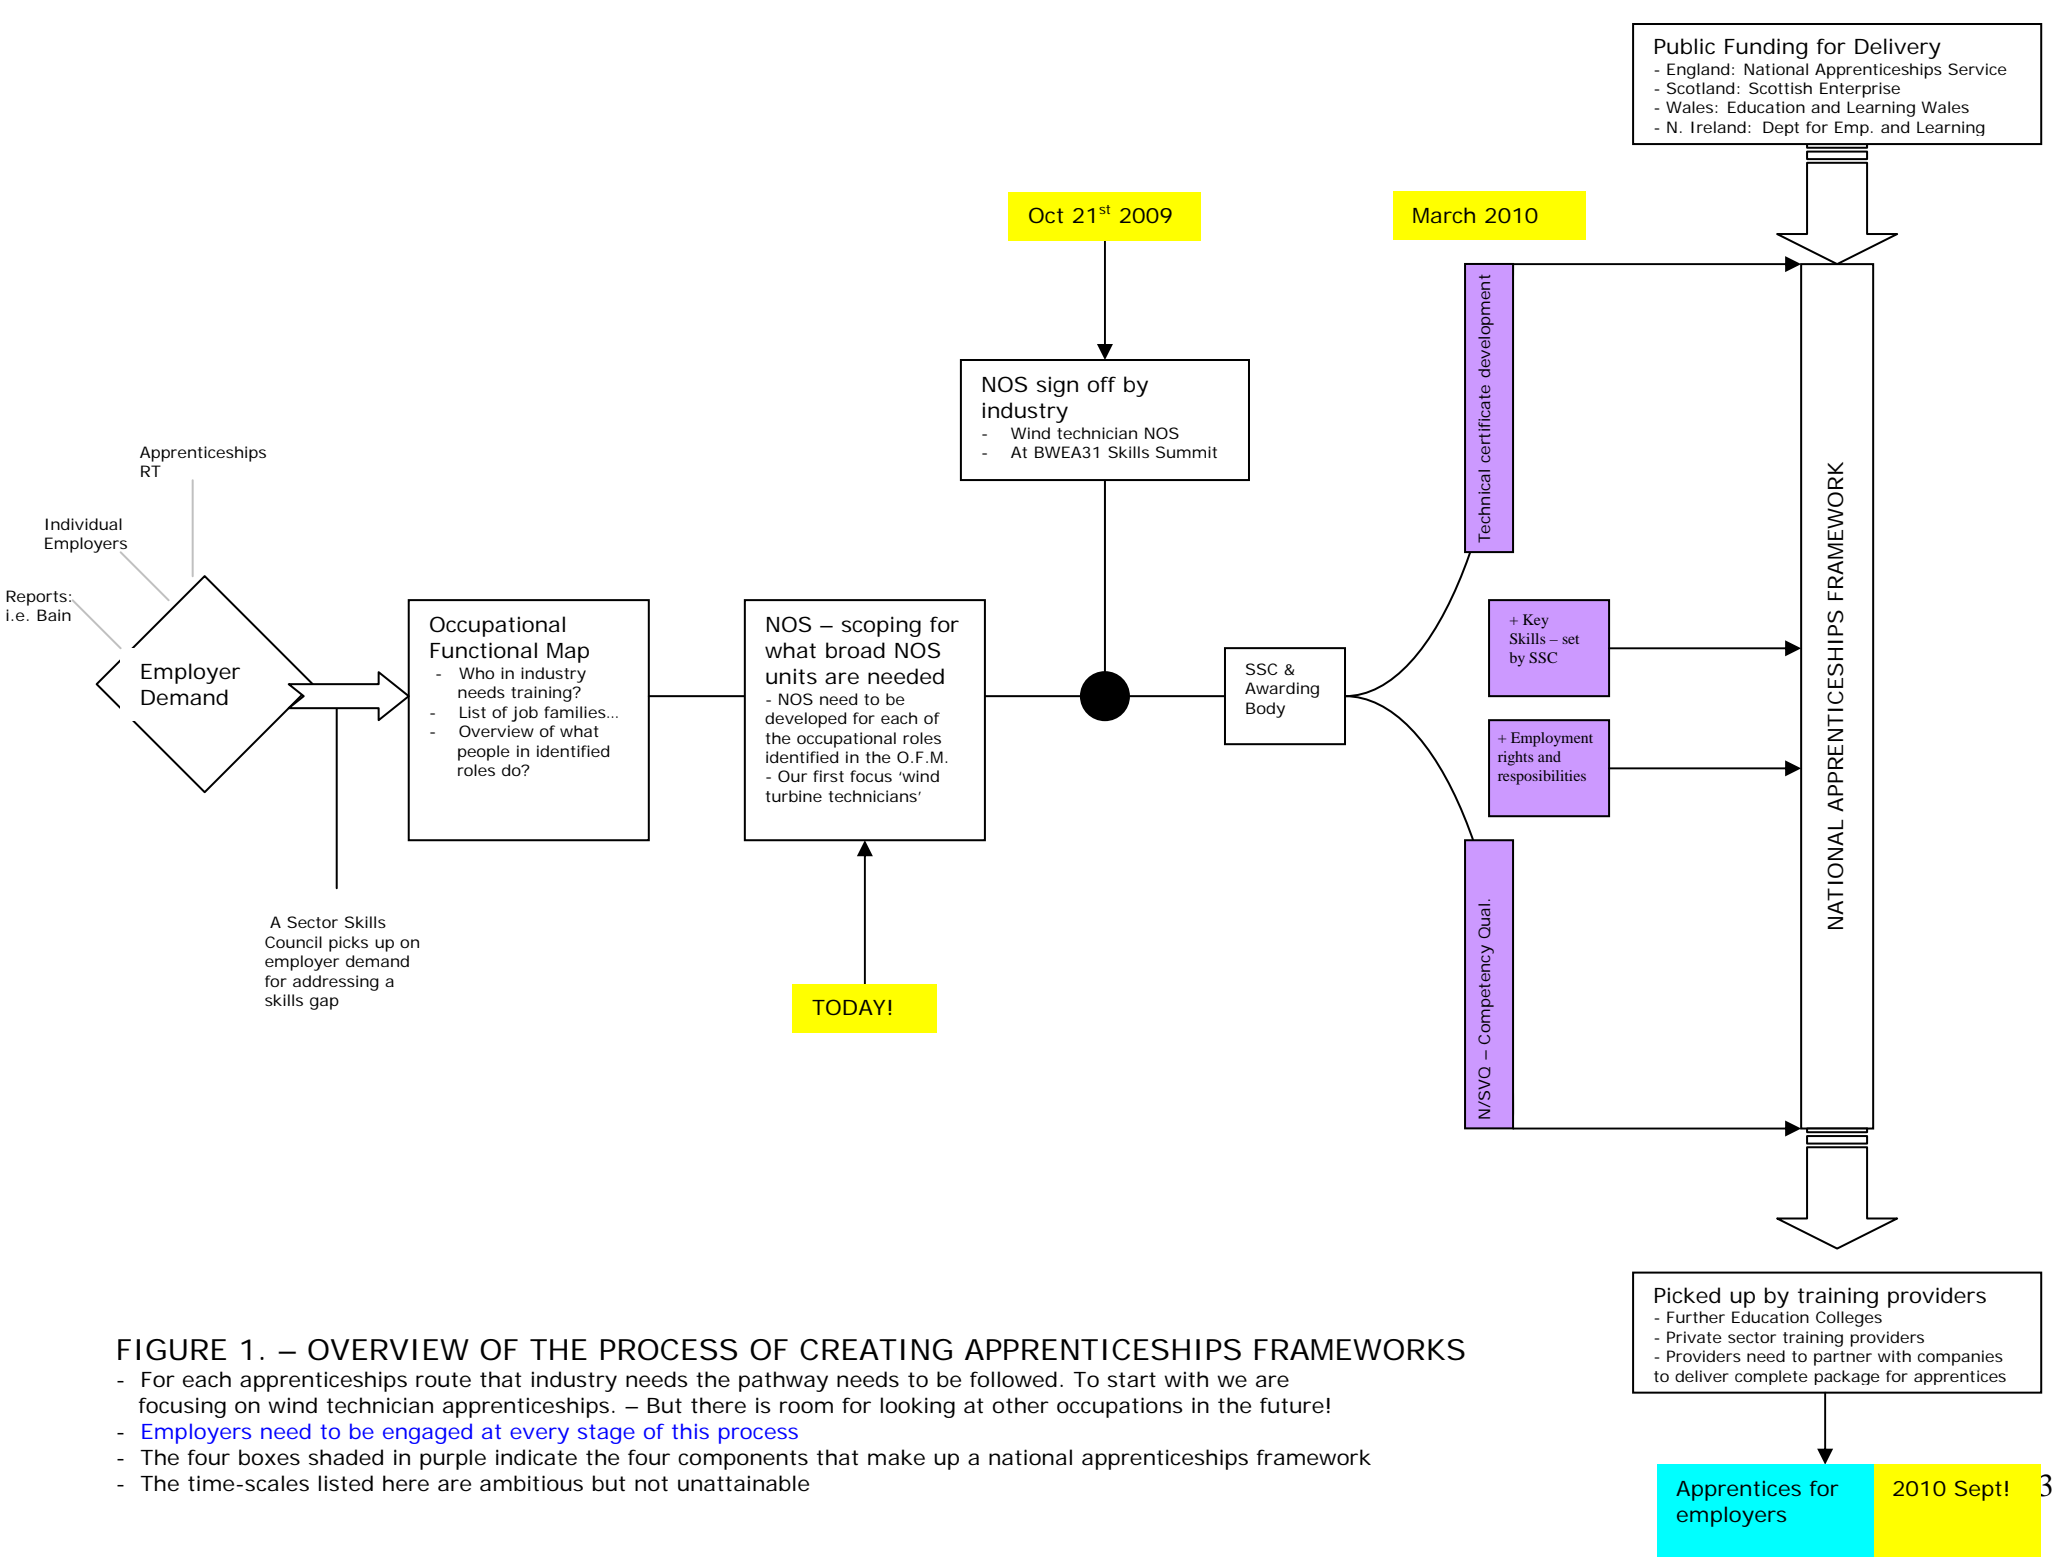 Public Funding for Delivery
- England: National Apprenticeships Service
- Scotland: Scottish Enterprise
- Wales: Education and Learning Wales
- N. Ireland: Dept for Emp. and Learning
Oct 21st 2009
March 2010
NOS sign off by
industry
- Wind technician NOS
- At BWEA31 Skills Summit
Apprenticeships
RT
Individual
Employers
Reports:
i.e. Bain
Employer
Demand
A Sector Skills
Council picks up on
employer demand
for addressing a
skills gap
Occupational
Functional Map
- Who in industry
needs training?
- List of job families…
- Overview of what
people in identified
roles do?
NOS – scoping for
what broad NOS
units are needed
- NOS need to be
developed for each of
the occupational roles
identified in the O.F.M.
- Our first focus ‘wind
turbine technicians’
TODAY!
SSC &
Awarding
Body
Technical certificate development
+ Key
Skills – set
by SSC
+ Employment
rights and
resposibilities
N/SVQ – Competency Qual.
NATIONAL APPRENTICESHIPS FRAMEWORK
Picked up by training providers
- Further Education Colleges
- Private sector training providers
- Providers need to partner with companies
to deliver complete package for apprentices
Apprentices for
employers
2010 Sept!
3
FIGURE 1. – OVERVIEW OF THE PROCESS OF CREATING APPRENTICESHIPS FRAMEWORKS
- For each apprenticeships route that industry needs the pathway needs to be followed. To start with we are
focusing on wind technician apprenticeships. – But there is room for looking at other occupations in the future!
- Employers need to be engaged at every stage of this process
- The four boxes shaded in purple indicate the four components that make up a national apprenticeships framework
- The time-scales listed here are ambitious but not unattainable